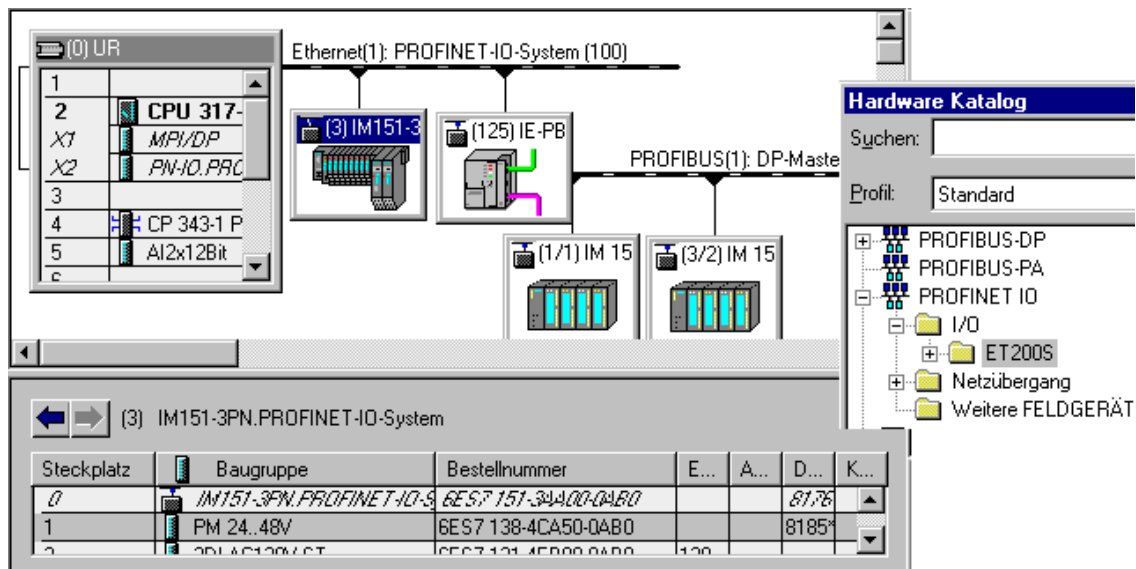 (0) UR
1
2 CPU 317-
X1 MPI/DP
X2 PN-IO.PRO
3
4 CP 343-1 P
5 AI2x12Bit
6
Ethernet(1): PROFINET-IO-System (100)
(3) IM151-3
(125) IE-PB
PROFIBUS(1): DP-Maste
(1/1) IM 15
(3/2) IM 15
Hardware Katalog
Suchen:
Profil: Standard
PROFIBUS-DP
PROFIBUS-PA
PROFINET IO
I/O
ET200S
Netzübergang
Weitere FELDGERÄT
(3) IM151-3PN.PROFINET-IO-System
Steckplatz Baugruppe Bestellnummer E... A... D... K...
0 IM151-3PN.PROFINET-IO-S 6ES7 151-3AA00-0AB0 8176
1 PM 24..48V 6ES7 138-4CA50-0AB0 8185*